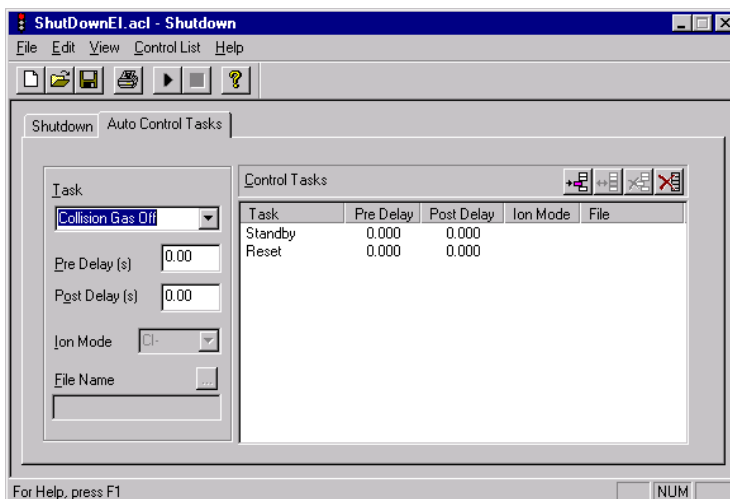 ShutDownEI.acl - Shutdown
File Edit View Control List Help
Shutdown Auto Control Tasks
Task
Collision Gas Off
Pre Delay (s) 0.00
Post Delay (s) 0.00
Ion Mode CI-
File Name ...
Control Tasks
Task Pre Delay Post Delay Ion Mode File
Standby 0.000 0.000
Reset 0.000 0.000
For Help, press F1 NUM